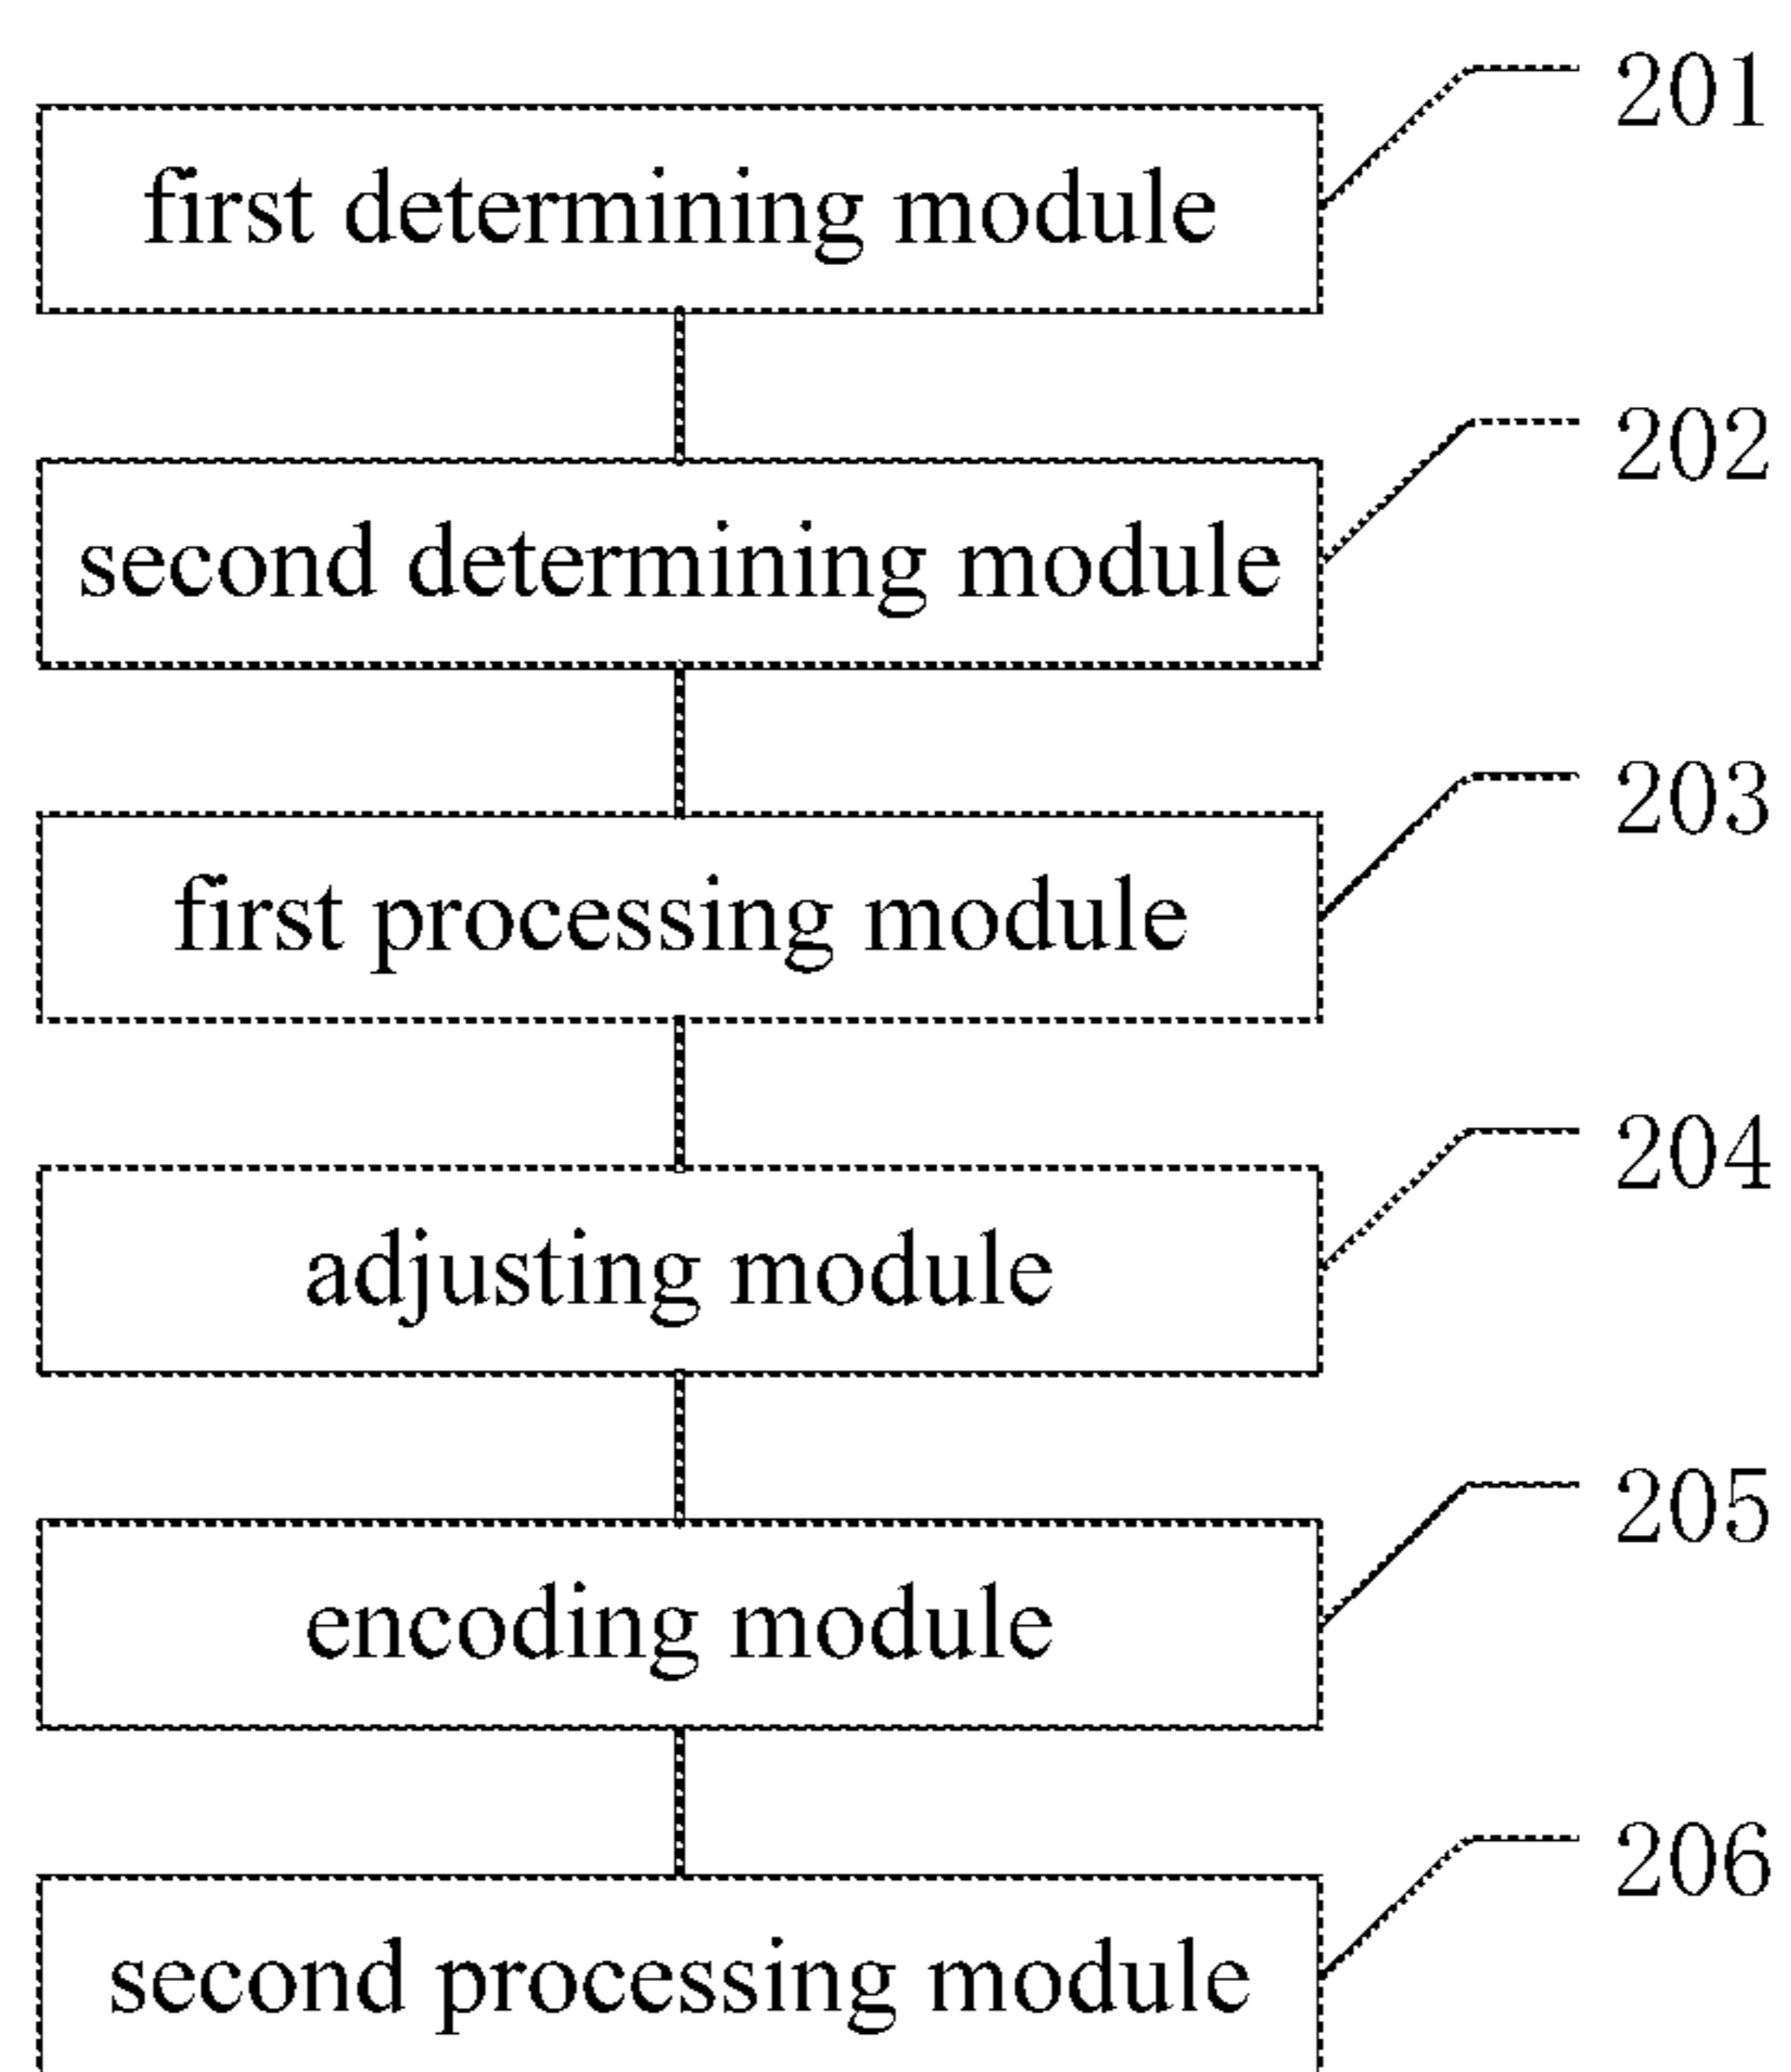 201
first determining module
202
second determining module
203
first processing module
204
adjusting module
205
encoding module
206
second processing module